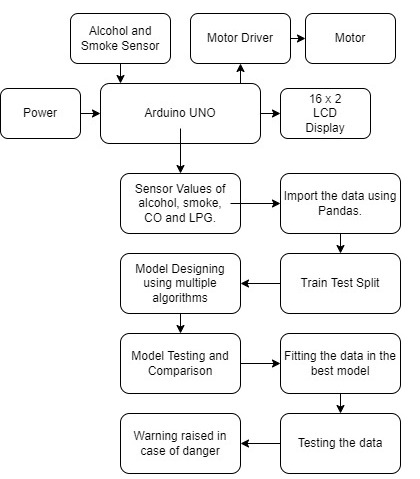 Alcohol and
Smoke Sensor
Motor Driver
Motor
Power
Arduino UNO
16 x 2
LCD
Display
Sensor Values of
alcohol, smoke,
CO and LPG.
Import the data using
Pandas.
Model Designing
using multiple
algorithms
Train Test Split
Model Testing and
Comparison
Fitting the data in the
best model
Warning raised in
case of danger
Testing the data